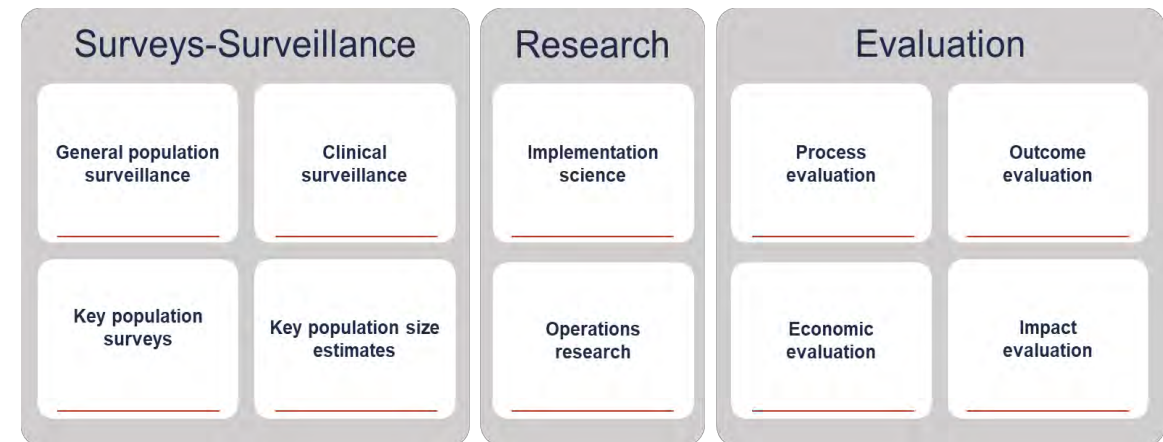 Surveys-Surveillance
General population
surveillance
Clinical
surveillance
Key population
surveys
Key population size
estimates
Research
Implementation
science
Operations
research
Evaluation
Process
evaluation
Outcome
evaluation
Economic
evaluation
Impact
evaluation